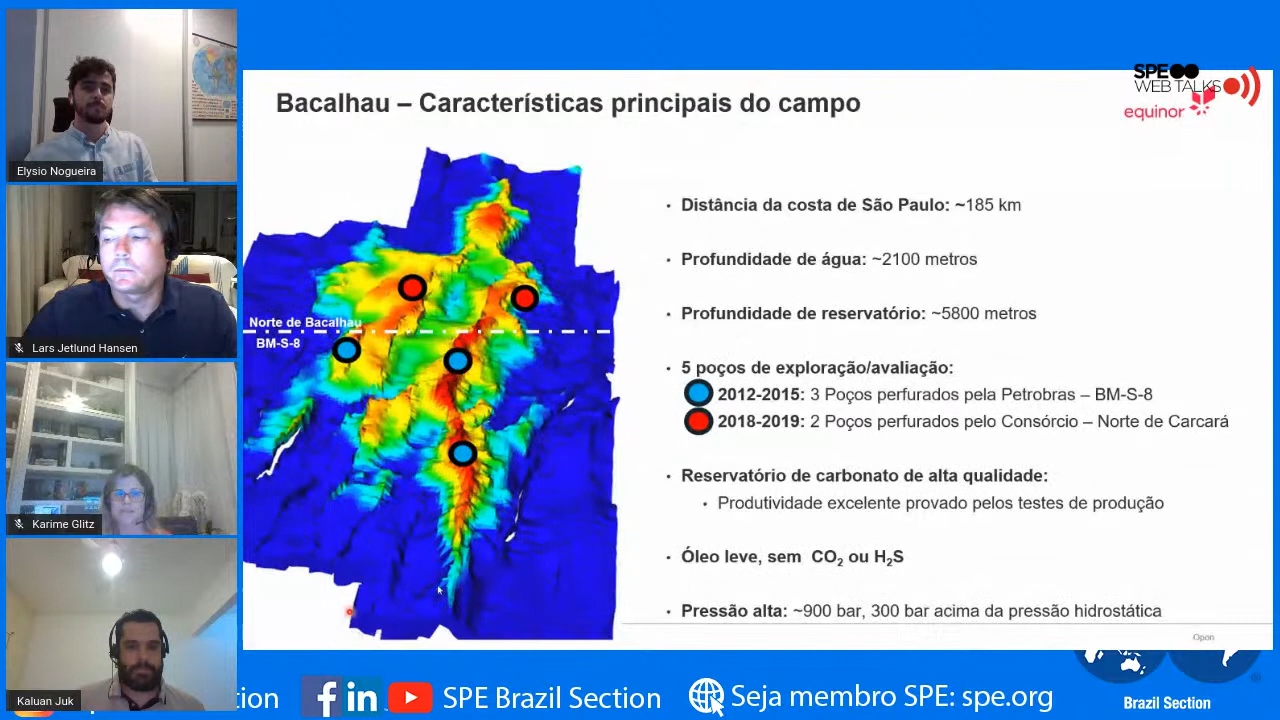 Elysio Nogueira
Lars Jetlund Hansen
Karime Glitz
Kaluan Juk
SPE
WEB TALKS
equinor
Bacalhau – Características principais do campo
Norte de Bacalhau
BM-S-8
• Distância da costa de São Paulo: ~185 km
• Profundidade de água: ~2100 metros
• Profundidade de reservatório: ~5800 metros
• 5 poços de exploração/avaliação:
2012-2015: 3 Poços perfurados pela Petrobras – BM-S-8
2018-2019: 2 Poços perfurados pelo Consórcio – Norte de Carcará
• Reservatório de carbonato de alta qualidade:
• Produtividade excelente provado pelos testes de produção
• Óleo leve, sem CO₂ ou H₂S
• Pressão alta: ~900 bar, 300 bar acima da pressão hidrostática
Open
SPE Brazil Section
Seja membro SPE: spe.org
Brazil Section